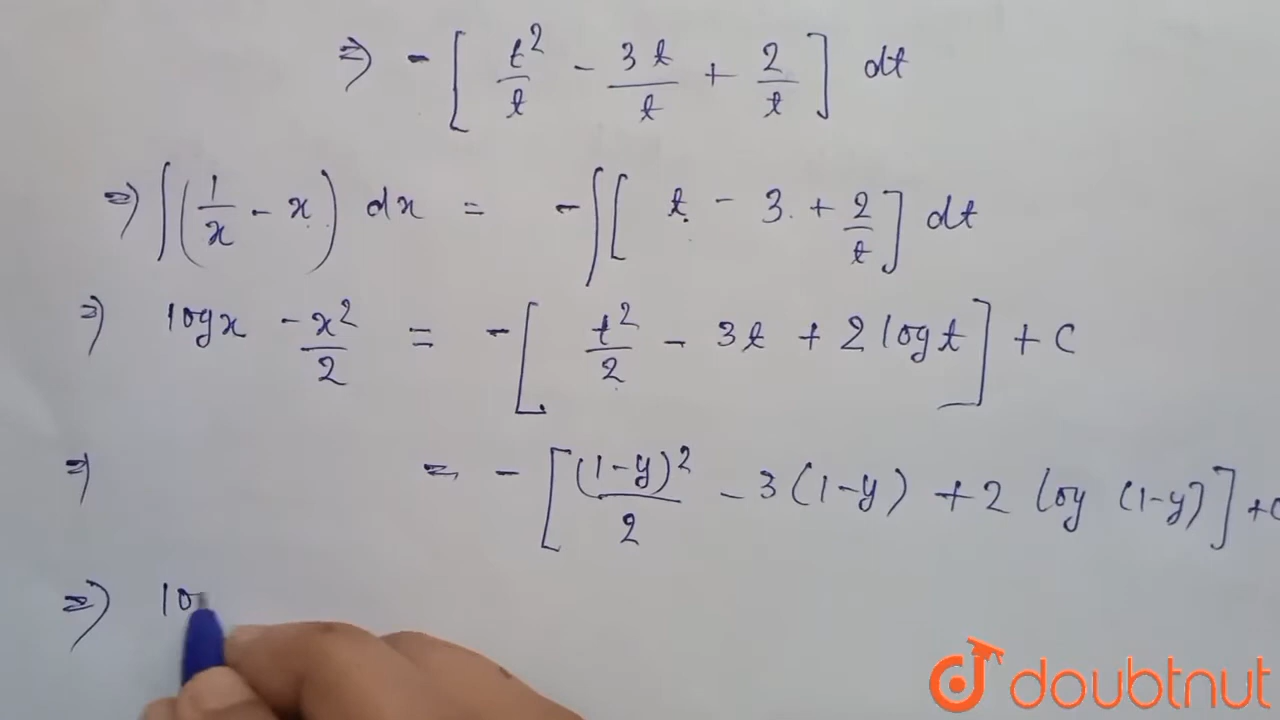 ⇒ - [ t²/t - 3t/t + 2/t ] dt
⇒ ∫ (1/x - x) dx = - ∫ [ t - 3 + 2/t ] dt
⇒ log x - x²/2 = - [ t²/2 - 3t + 2 log t ] + C
⇒ = - [ (1-y)²/2 - 3(1-y) + 2 log (1-y) ] + C
⇒ lo
doubtnut